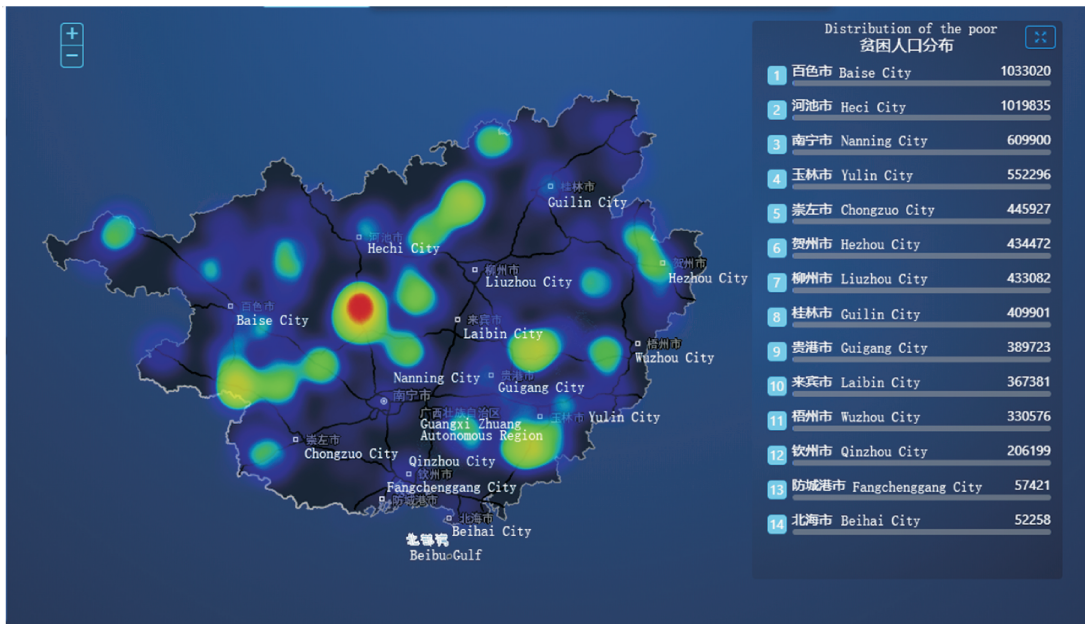 +
−
Distribution of the poor
贫困人口分布
1 百色市 Baise City 1033020
2 河池市 Heci City 1019835
3 南宁市 Nanning City 609900
4 玉林市 Yulin City 552296
5 崇左市 Chongzuo City 445927
6 贺州市 Hezhou City 434472
7 柳州市 Liuzhou City 433082
8 桂林市 Guilin City 409901
9 贵港市 Guigang City 389723
10 来宾市 Laibin City 367381
11 梧州市 Wuzhou City 330576
12 钦州市 Qinzhou City 206199
13 防城港市 Fangchenggang City 57421
14 北海市 Beihai City 52258
桂林市
Guilin City
河池市
Hechi City
贺州市
Hezhou City
柳州市
Liuzhou City
百色市
Baise City
来宾市
Laibin City
梧州市
Wuzhou City
Nanning City
南宁市
贵港市
Guigang City
广西壮族自治区
Guangxi Zhuang
Autonomous Region
玉林市 Yulin City
崇左市
Chongzuo City
Qinzhou City
钦州市
Fangchenggang City
防城港市
北海市
Beihai City
Beibu Gulf